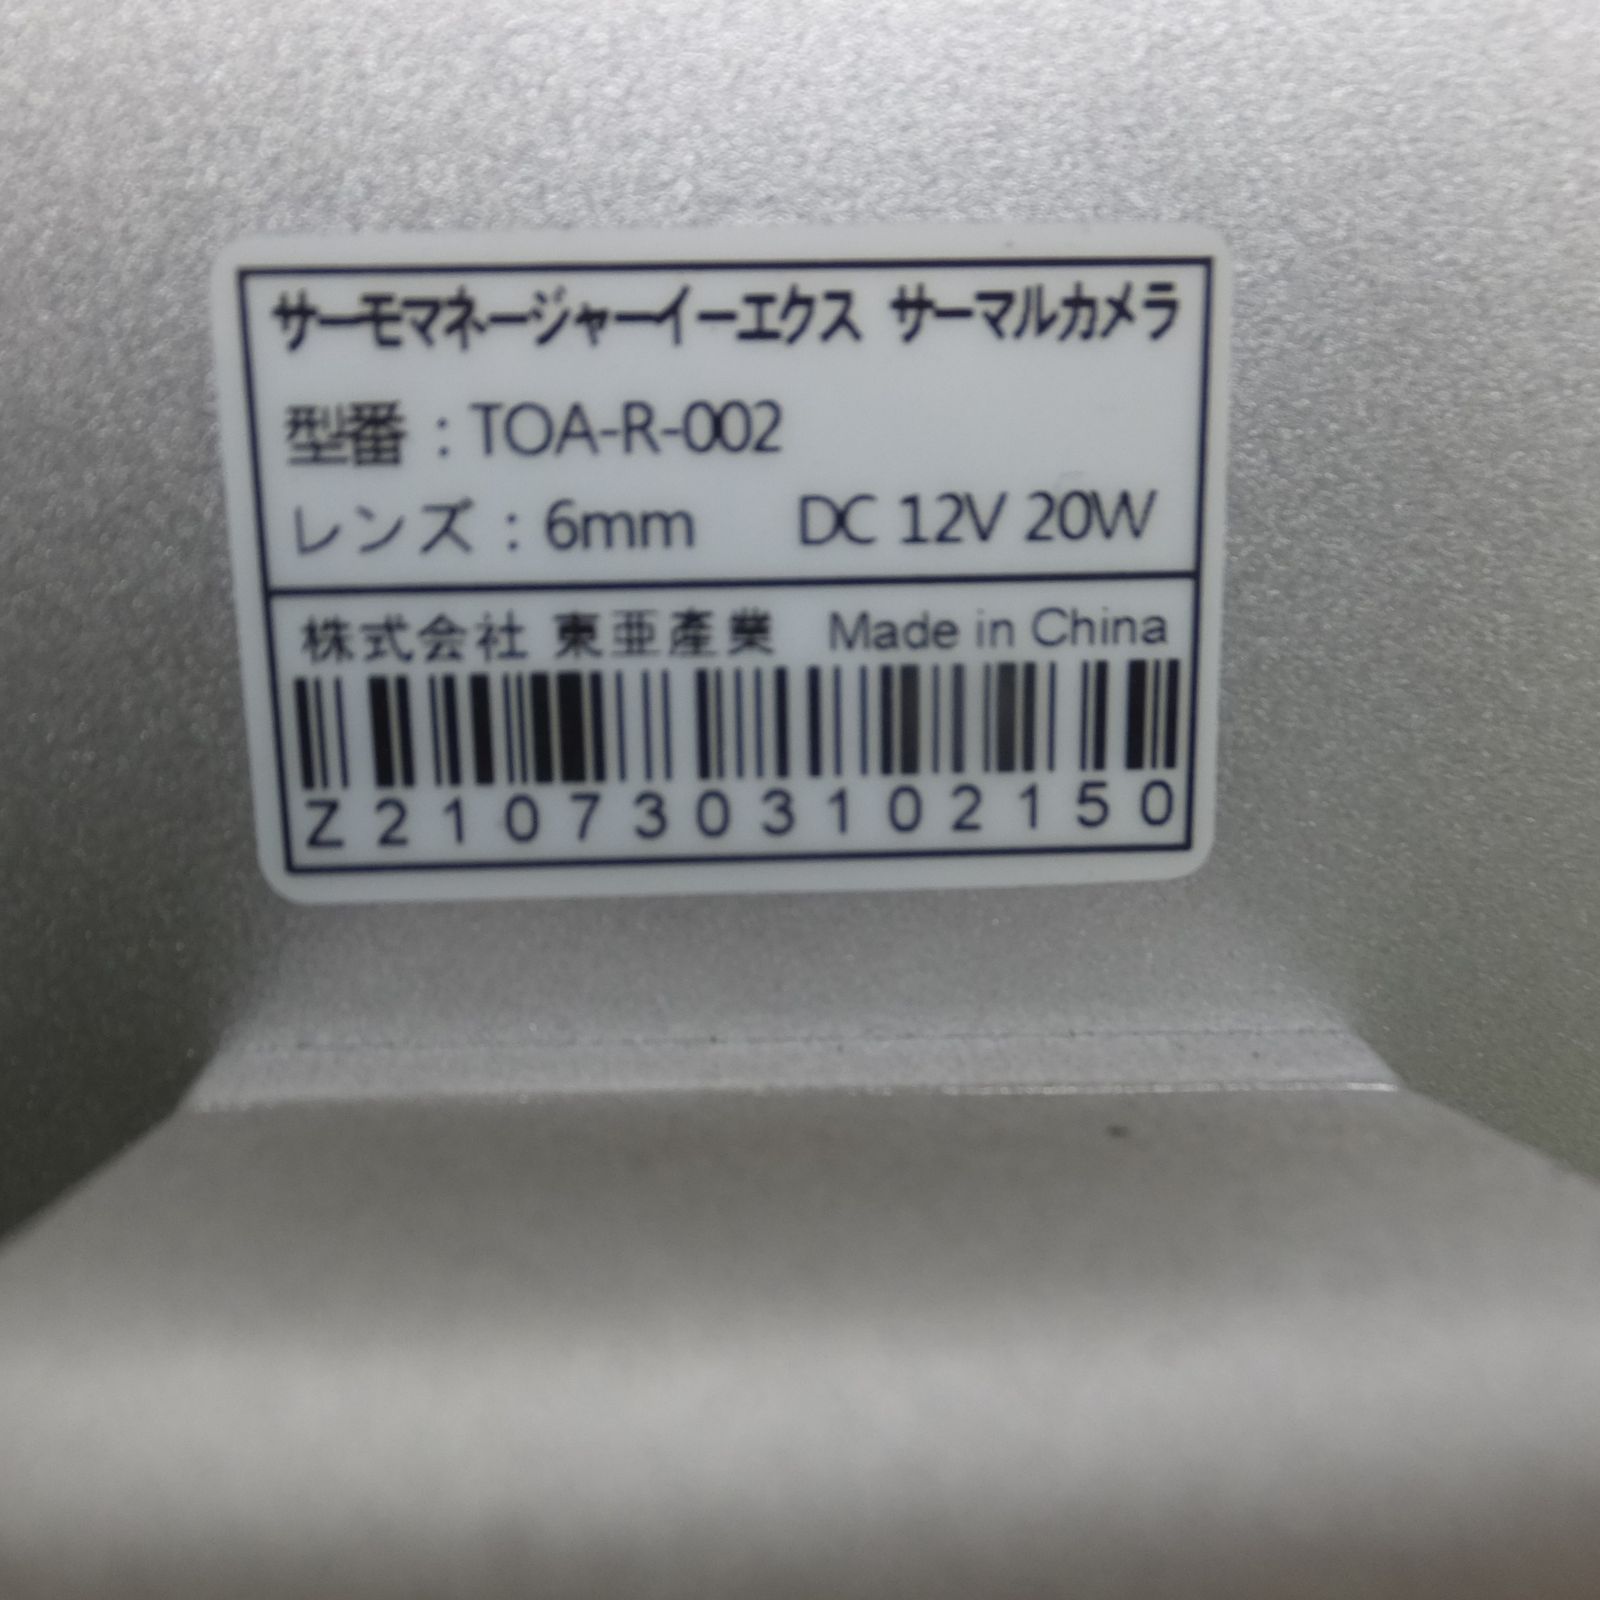 サーモマネージャーイーエクス サーマルカメラ
型番：TOA-R-002
レンズ：6mm DC 12V 20W
株式会社 東亜産業 Made in China
Z2107303102150